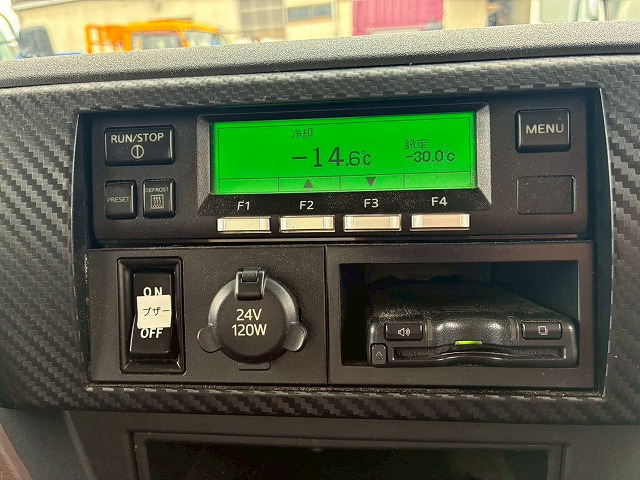 RUN/STOP
冷却
-14.6℃
設定
-30.0℃
▲ ▼
MENU
PRESET
DEFROST
F1 F2 F3 F4
ON
ブザー
OFF
24V
120W